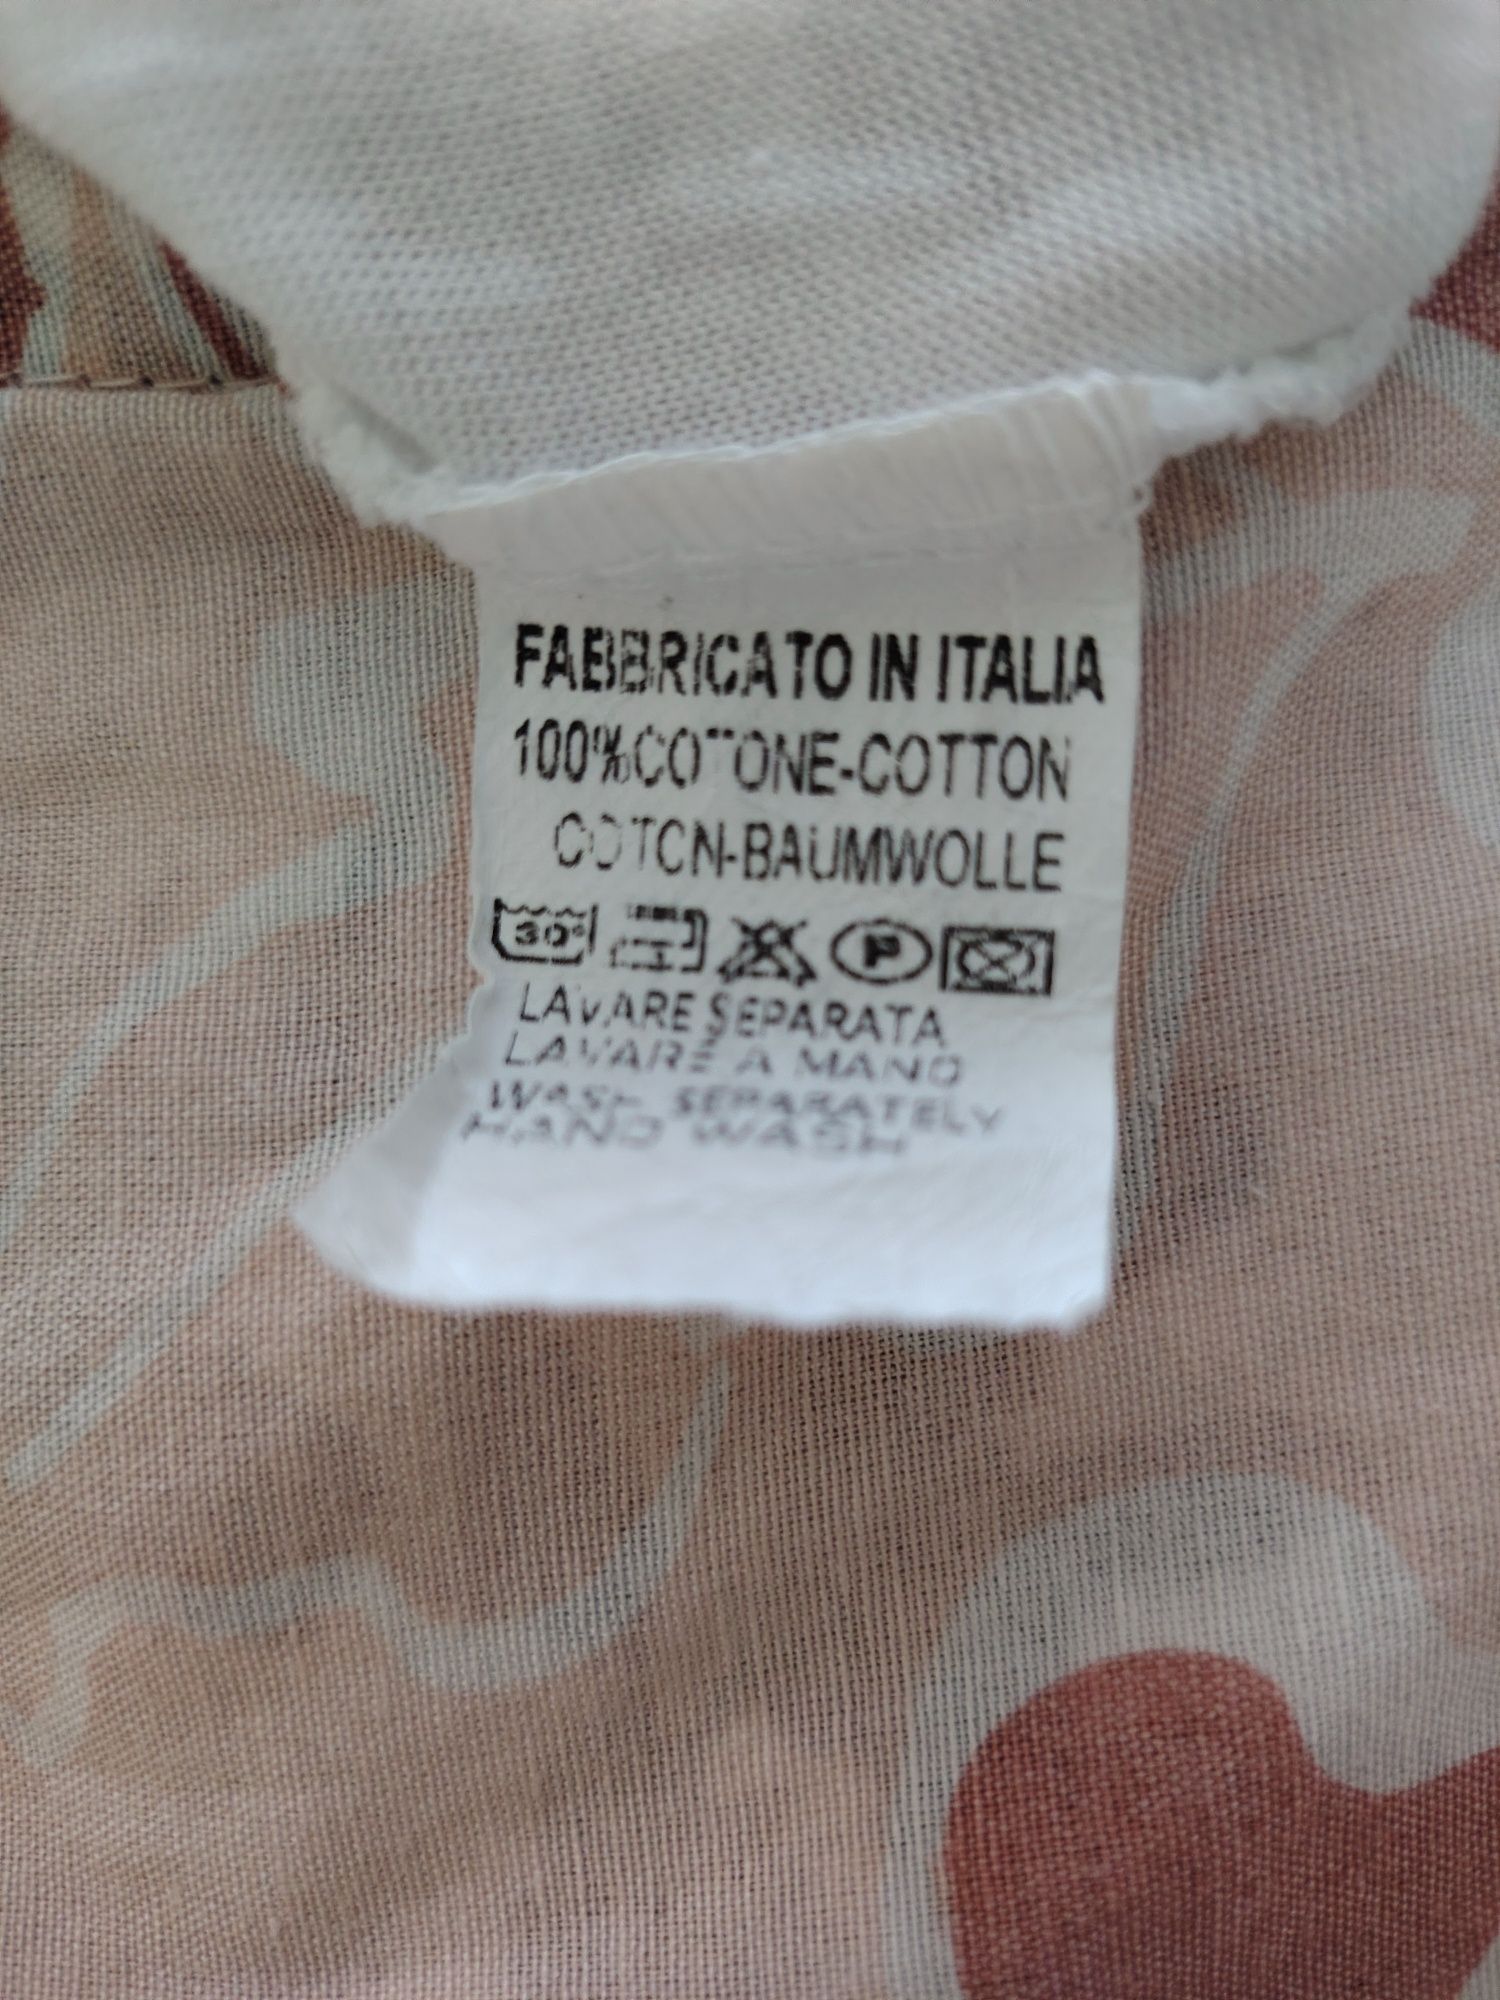 FABBRICATO IN ITALIA
100%COTONE-COTTON
COTON-BAUMWOLLE
30° P
LAVARE SEPARATA
LAVARE A MANO
WASH SEPARATELY
HAND WASH